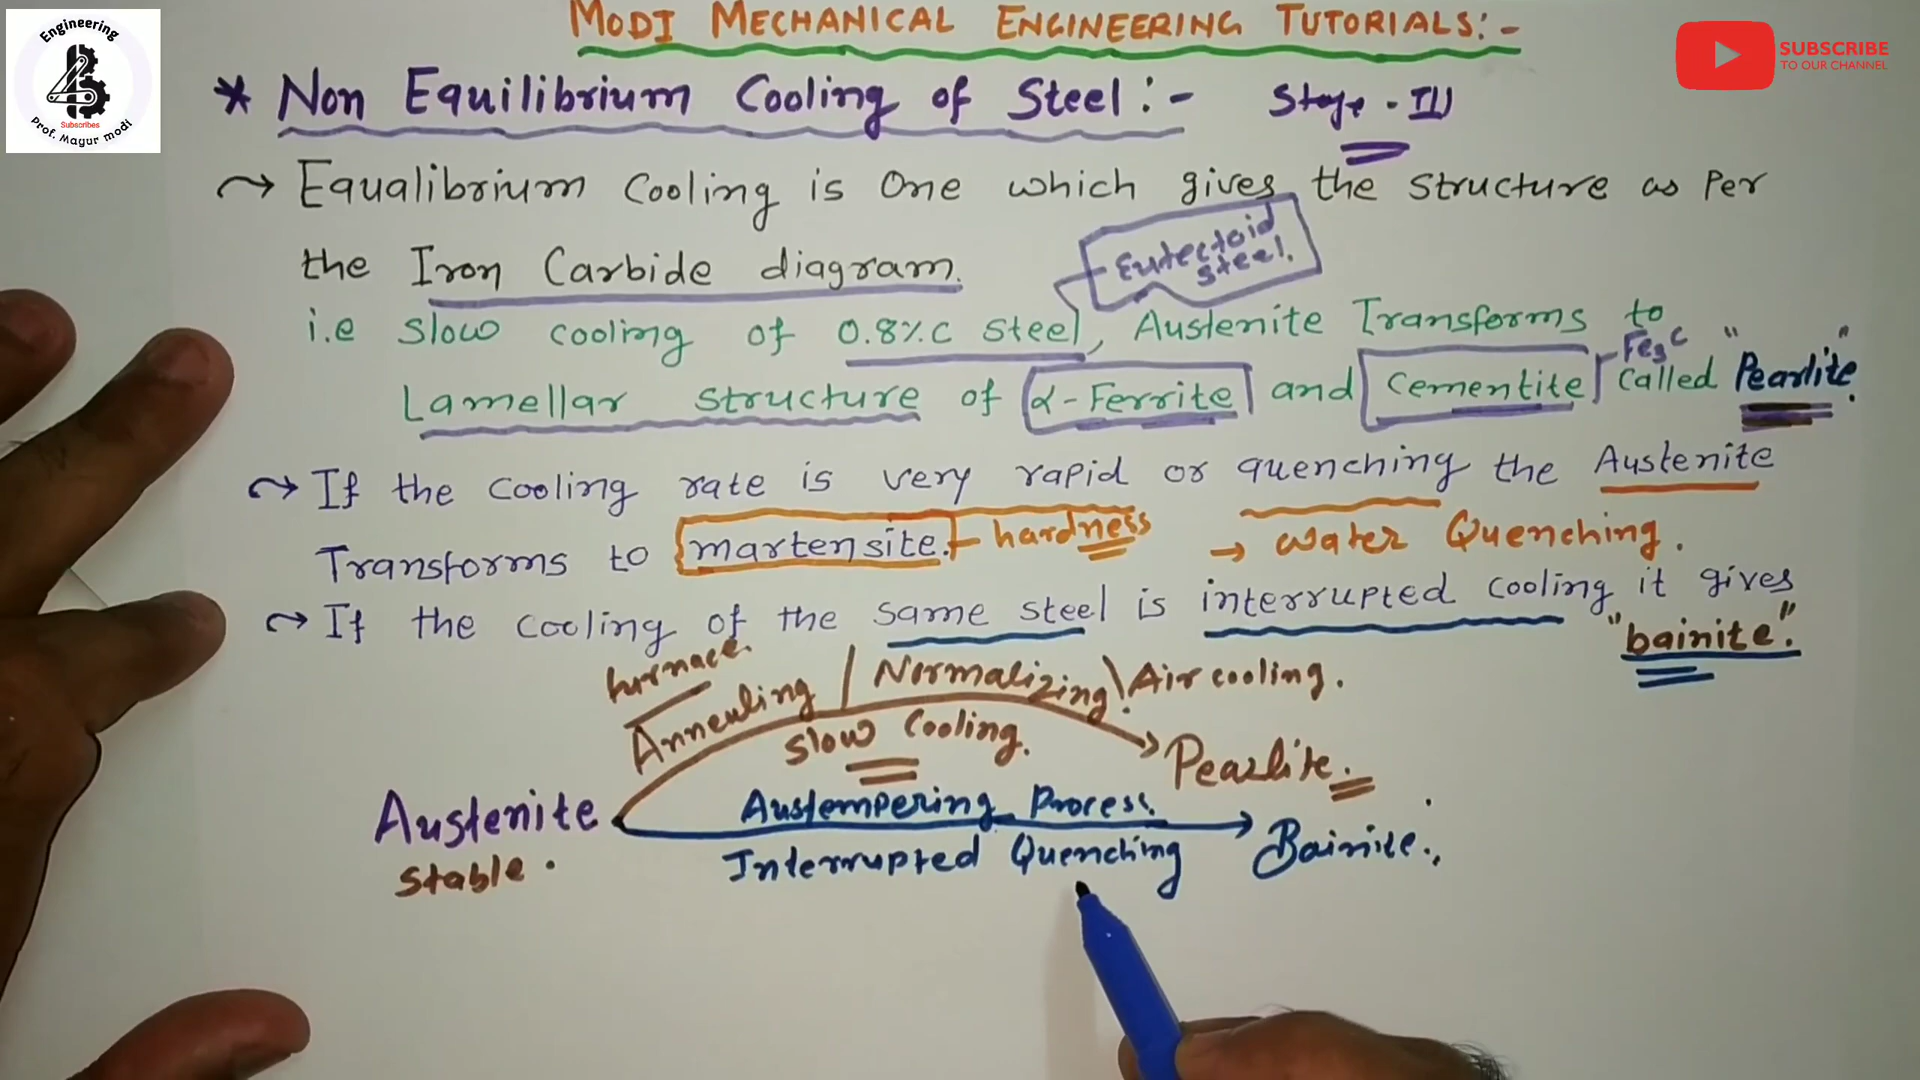 MODI MECHANICAL ENGINEERING TUTORIALS:-
Engineering
Subscribes
Prof. Mayur modi
SUBSCRIBE
TO OUR CHANNEL
* Non Equilibrium Cooling of Steel:- Stage - III
Equalibrium Cooling is One which gives the structure as Per
the Iron Carbide diagram.
Eutectoid
steel.
i.e slow cooling of 0.8%C steel, Austenite Transforms to
Fe3C
Lamellar structure of α-Ferrite and Cementite called "Pearlite".
If the cooling rate is very rapid or quenching the Austenite
Transforms to martensite. hardness → water Quenching.
If the cooling of the same steel is interrupted cooling it gives
"bainite".
furnace.
Annealing / Normalizing \ Air cooling.
Slow Cooling.
Pearlite.
Austenite Austempering Process.
stable. Interrupted Quenching Bainite.